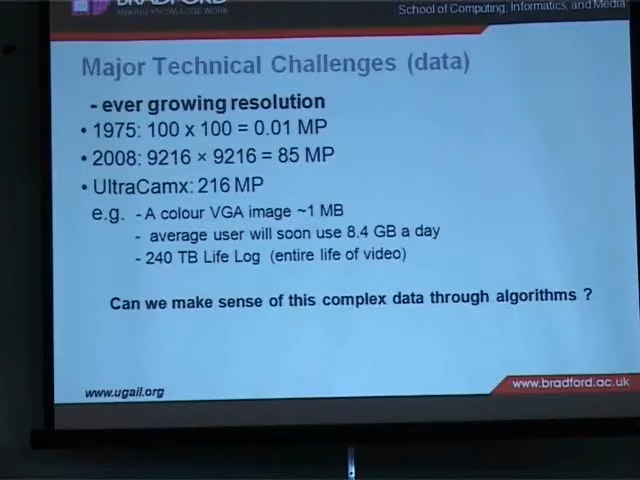 BRADFORD
MAKING KNOWLEDGE WORK
School of Computing, Informatics, and Media
Major Technical Challenges (data)
- ever growing resolution
• 1975: 100 x 100 = 0.01 MP
• 2008: 9216 × 9216 = 85 MP
• UltraCamx: 216 MP
e.g. - A colour VGA image ~1 MB
- average user will soon use 8.4 GB a day
- 240 TB Life Log (entire life of video)
Can we make sense of this complex data through algorithms ?
www.ugail.org
www.bradford.ac.uk